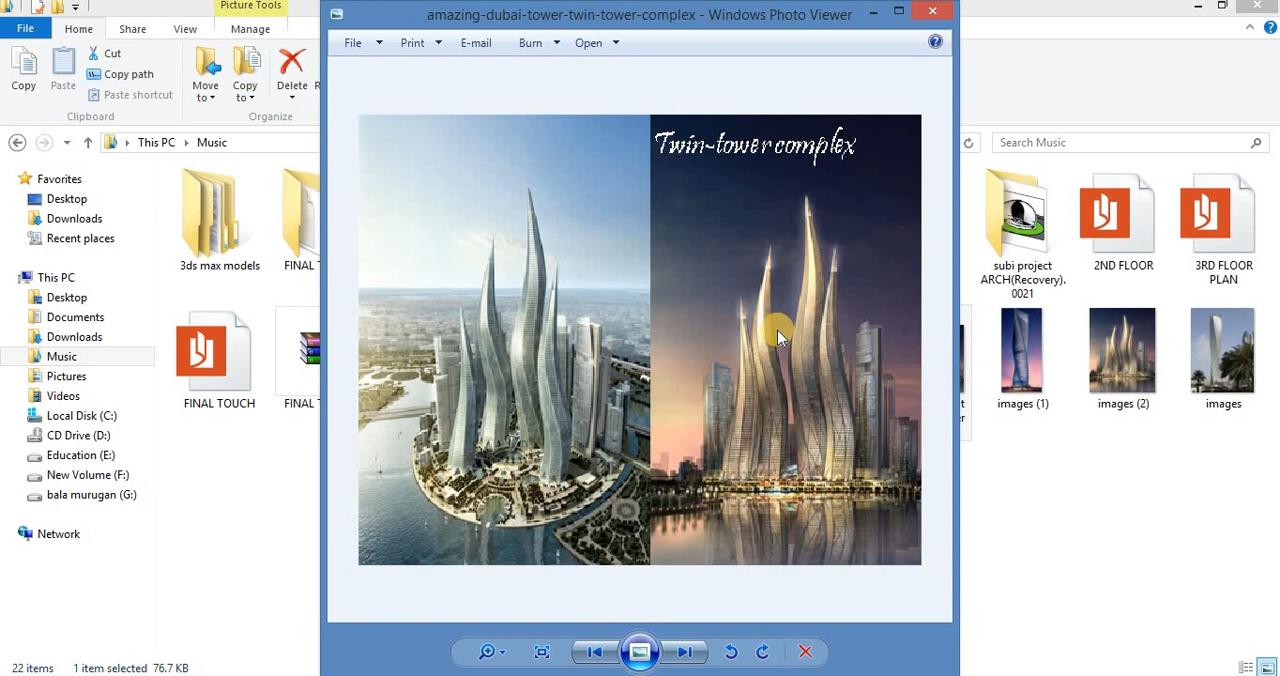 Picture Tools
amazing-dubai-tower-twin-tower-complex - Windows Photo Viewer
File
Home
Share
View
Manage
File
Print
E-mail
Burn
Open
Copy
Paste
Cut
Copy path
Paste shortcut
Move to
Copy to
Delete
Clipboard
Organize
This PC
Music
Search Music
Twin-tower complex
Favorites
Desktop
Downloads
Recent places
This PC
Desktop
Documents
Downloads
Music
Pictures
Videos
Local Disk (C:)
CD Drive (D:)
Education (E:)
New Volume (F:)
bala murugan (G:)
Network
3ds max models
FINAL
subi project
ARCH(Recovery).
0021
2ND FLOOR
3RD FLOOR
PLAN
FINAL TOUCH
FINAL T
images (1)
images (2)
images
22 items
1 item selected 76.7 KB